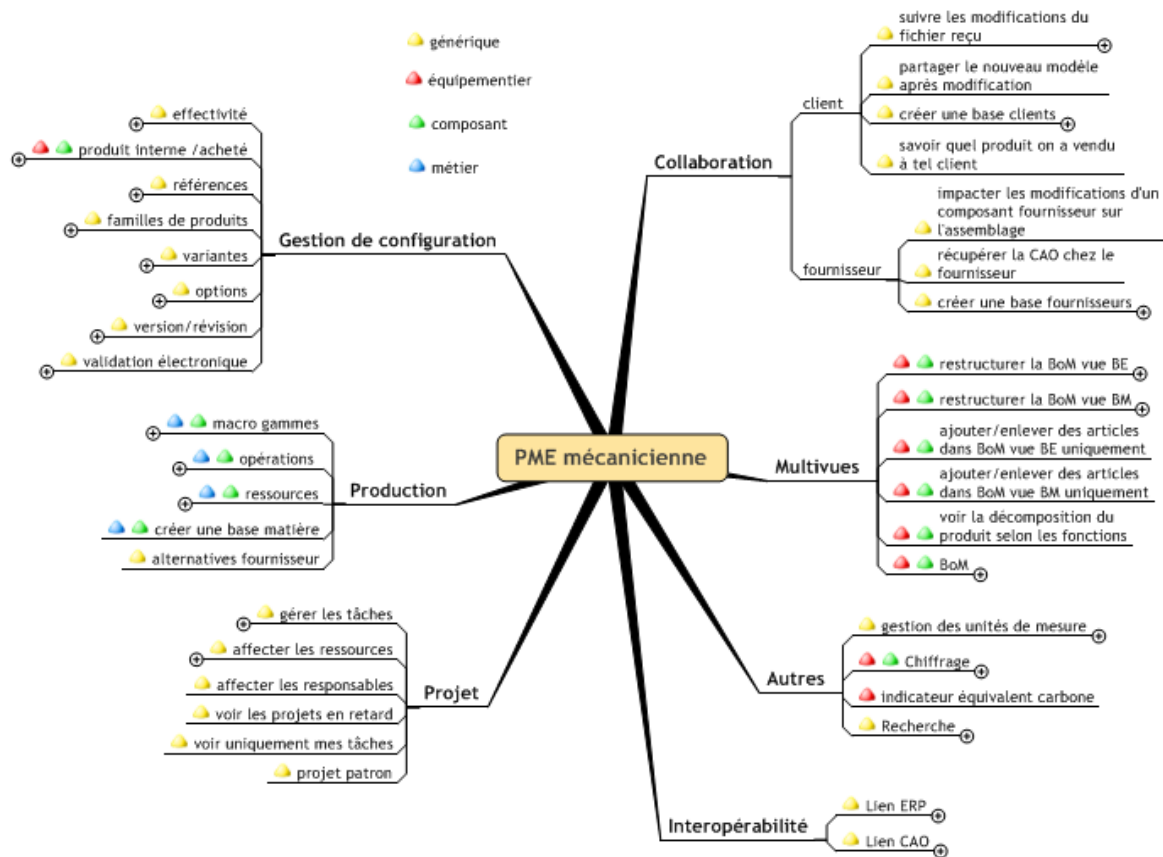 générique
équipementier
composant
métier
Gestion de configuration
effectivité
produit interne /acheté
références
familles de produits
variantes
options
version/révision
validation électronique
Production
macro gammes
opérations
ressources
créer une base matière
alternatives fournisseur
Projet
gérer les tâches
affecter les ressources
affecter les responsables
voir les projets en retard
voir uniquement mes tâches
projet patron
PME mécanicienne
Collaboration
client
suivre les modifications du
fichier reçu
partager le nouveau modèle
après modification
créer une base clients
savoir quel produit on a vendu
à tel client
fournisseur
impacter les modifications d'un
composant fournisseur sur
l'assemblage
récupérer la CAO chez le
fournisseur
créer une base fournisseurs
Multivues
restructurer la BoM vue BE
restructurer la BoM vue BM
ajouter/enlever des articles
dans BoM vue BE uniquement
ajouter/enlever des articles
dans BoM vue BM uniquement
voir la décomposition du
produit selon les fonctions
BoM
Autres
gestion des unités de mesure
Chiffrage
indicateur équivalent carbone
Recherche
Interopérabilité
Lien ERP
Lien CAO